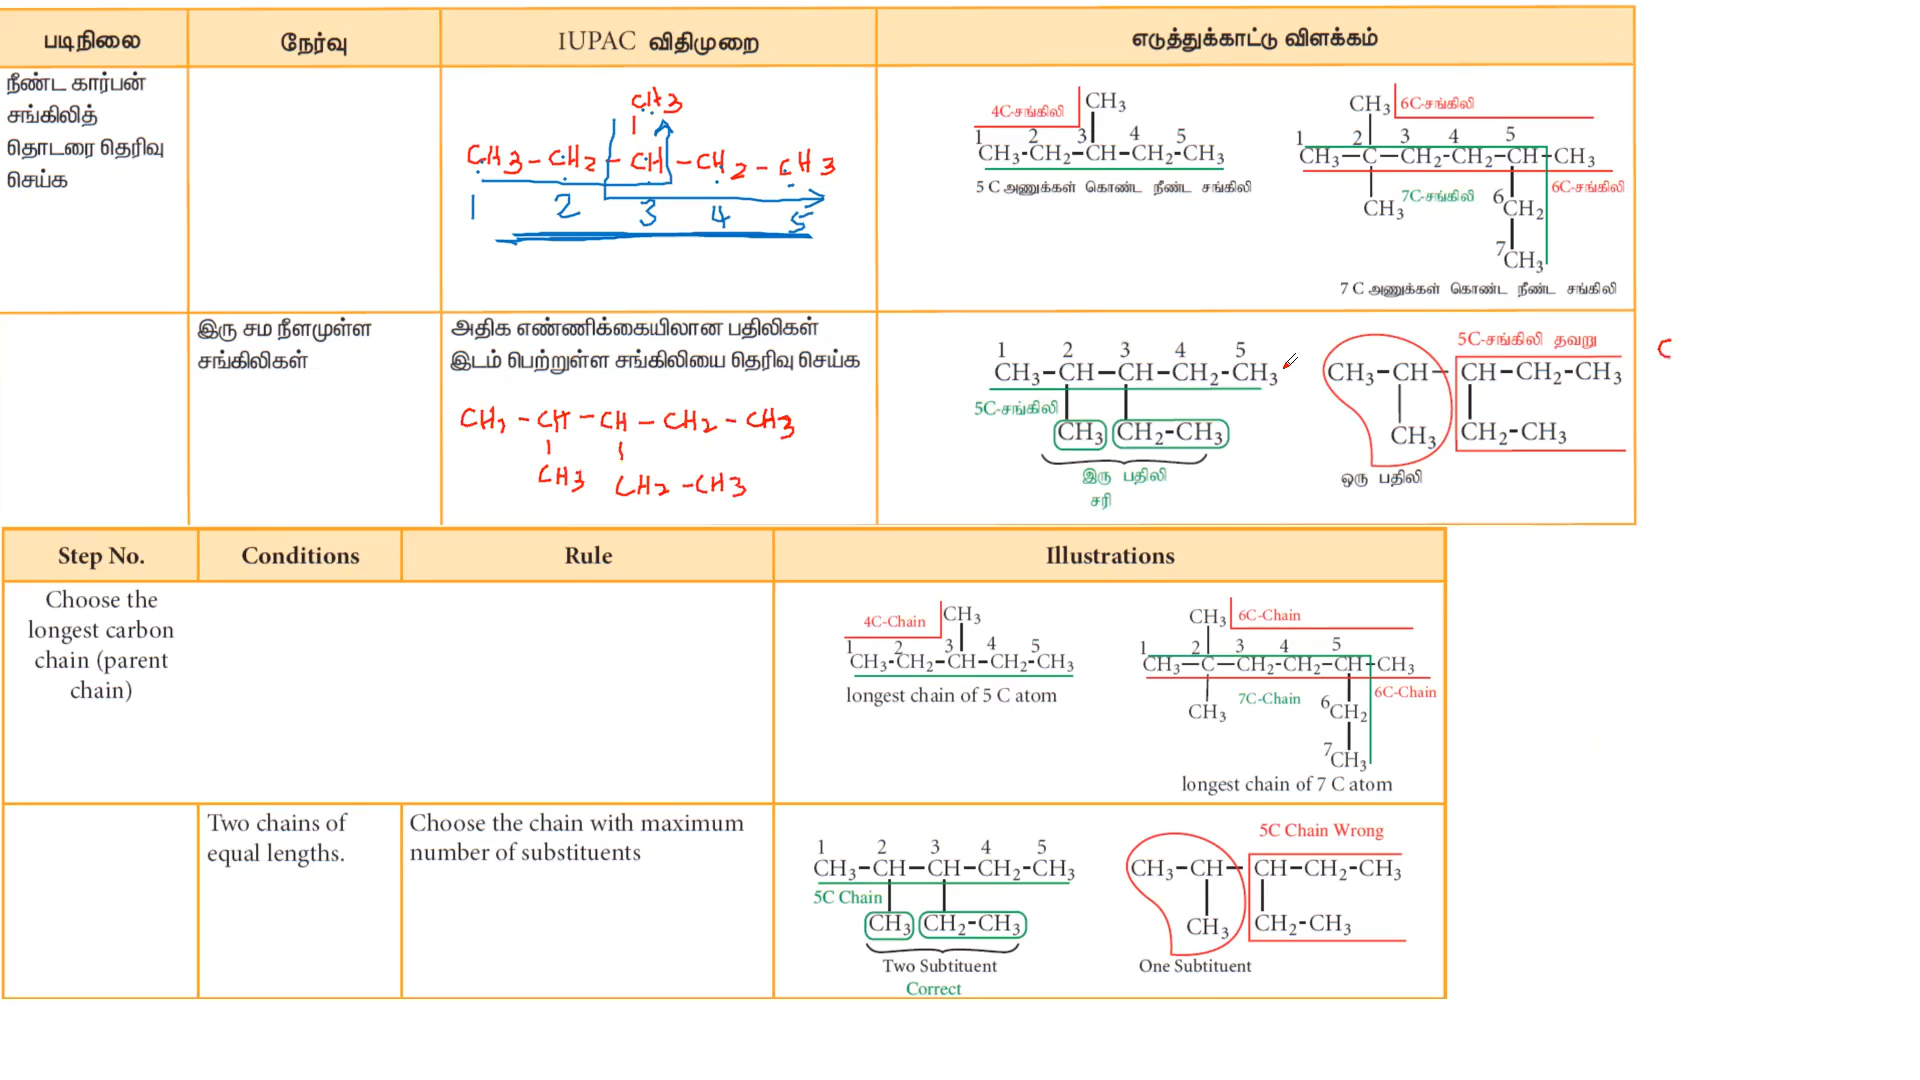 படிநிலை நேர்வு IUPAC விதிமுறை எடுத்துக்காட்டு விளக்கம்
நீண்ட கார்பன்
சங்கிலித்
தொடரை தெரிவு
செய்க
CH3
CH3 - CH2 - CH - CH2 - CH3
1 2 3 4 5
4C-சங்கிலி CH₃
1 2 3 4 5
CH₃-CH₂-CH-CH₂-CH₃
5 C அணுக்கள் கொண்ட நீண்ட சங்கிலி
CH₃ 6C-சங்கிலி
1 2 3 4 5
CH₃-C-CH₂-CH₂-CH-CH₃
7C-சங்கிலி 6C-சங்கிலி
CH₃ 6 CH₂
7 CH₃
7 C அணுக்கள் கொண்ட நீண்ட சங்கிலி
இரு சம நீளமுள்ள
சங்கிலிகள்
அதிக எண்ணிக்கையிலான பதிலிகள்
இடம் பெற்றுள்ள சங்கிலியை தெரிவு செய்க
CH3 - CH - CH - CH2 - CH3
CH3 CH2 - CH3
1 2 3 4 5
CH₃-CH-CH-CH₂-CH₃
5C-சங்கிலி
CH₃ CH₂-CH₃
இரு பதிலி
சரி
5C-சங்கிலி தவறு
CH₃-CH-CH-CH₂-CH₃
CH₃ CH₂-CH₃
ஒரு பதிலி
C
Step No. Conditions Rule Illustrations
Choose the
longest carbon
chain (parent
chain)
4C-Chain CH₃
1 2 3 4 5
CH₃-CH₂-CH-CH₂-CH₃
longest chain of 5 C atom
CH₃ 6C-Chain
1 2 3 4 5
CH₃-C-CH₂-CH₂-CH-CH₃
7C-Chain 6C-Chain
CH₃ 6 CH₂
7 CH₃
longest chain of 7 C atom
Two chains of
equal lengths.
Choose the chain with maximum
number of substituents
1 2 3 4 5
CH₃-CH-CH-CH₂-CH₃
5C Chain
CH₃ CH₂-CH₃
Two Subtituent
Correct
5C Chain Wrong
CH₃-CH-CH-CH₂-CH₃
CH₃ CH₂-CH₃
One Subtituent